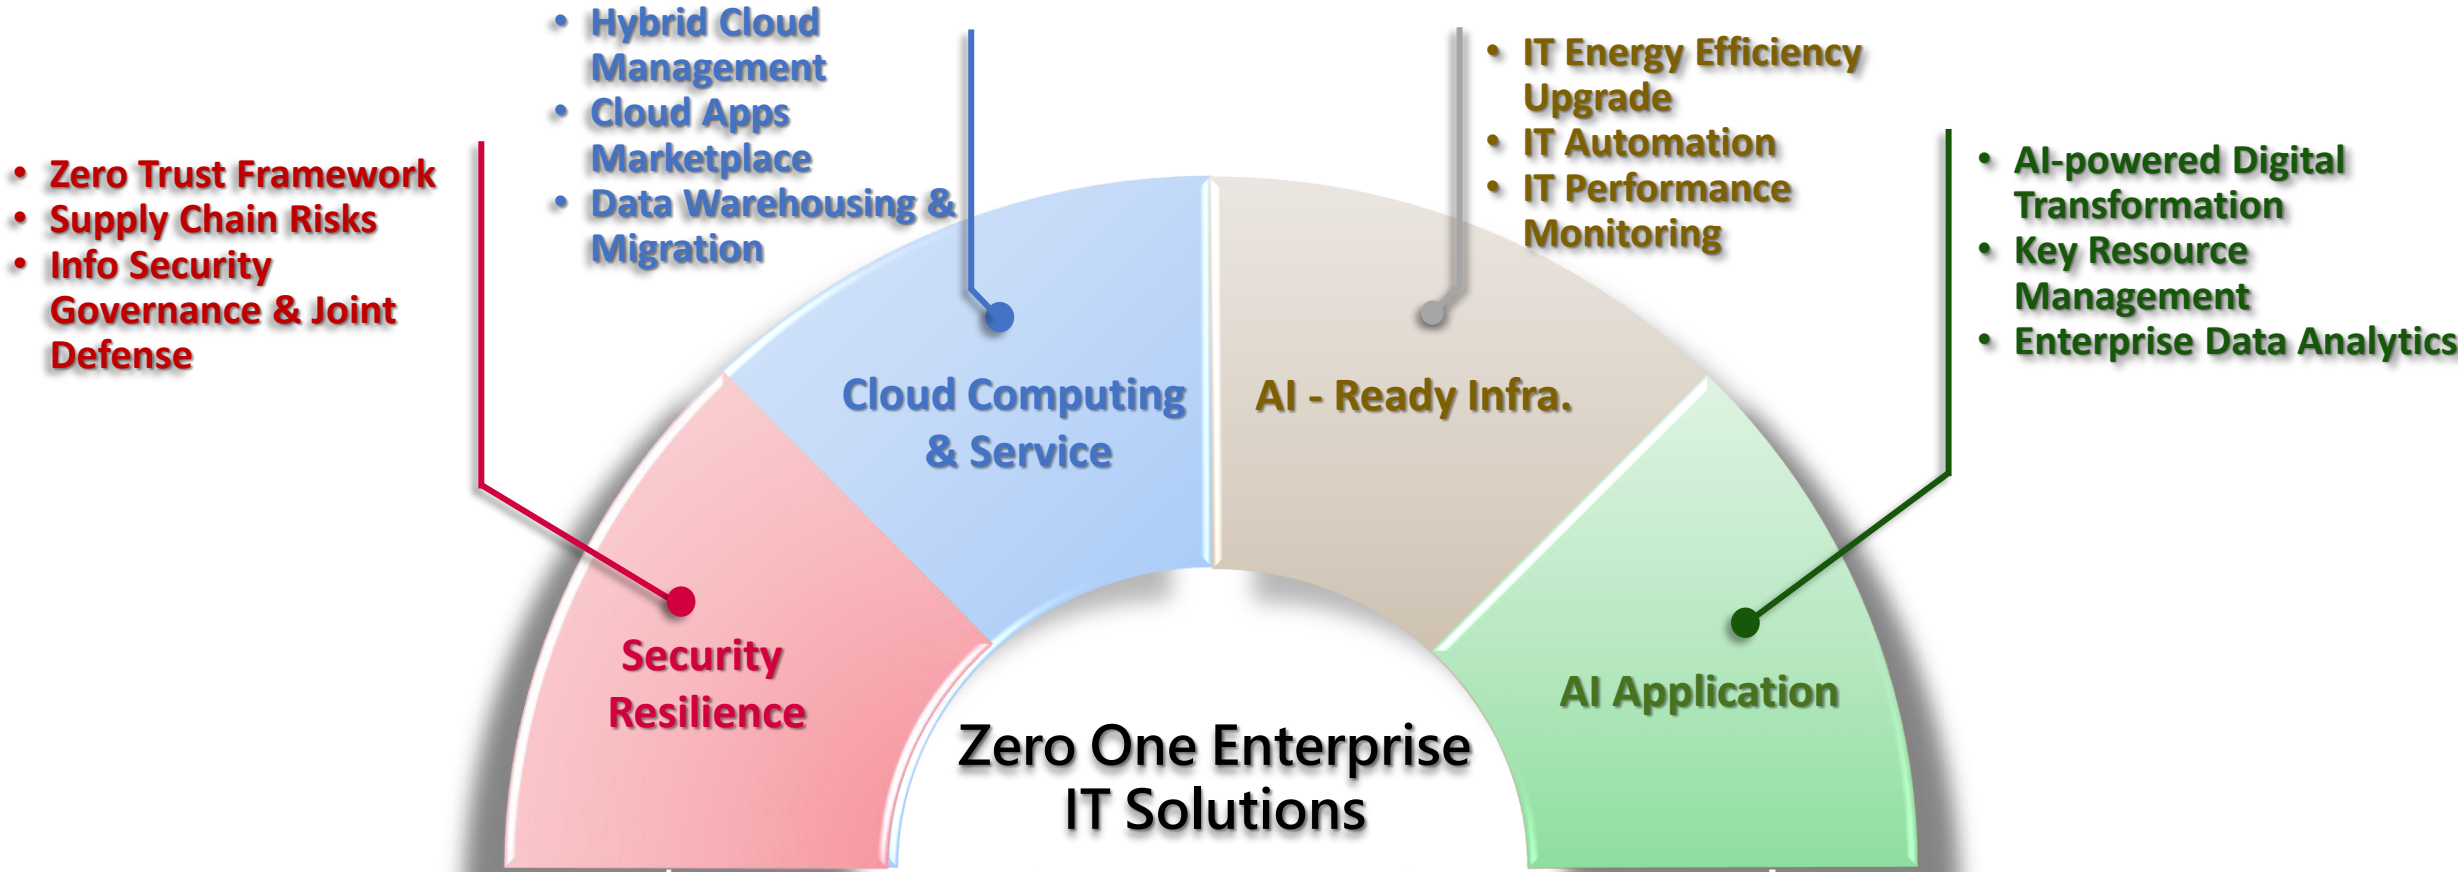 • Hybrid Cloud
Management
• Cloud Apps
Marketplace
• Data Warehousing &
Migration
• IT Energy Efficiency
Upgrade
• IT Automation
• IT Performance
Monitoring
• Zero Trust Framework
• Supply Chain Risks
• Info Security
Governance & Joint
Defense
• AI-powered Digital
Transformation
• Key Resource
Management
• Enterprise Data Analytics
Cloud Computing
& Service
AI - Ready Infra.
Security
Resilience
AI Application
Zero One Enterprise
IT Solutions